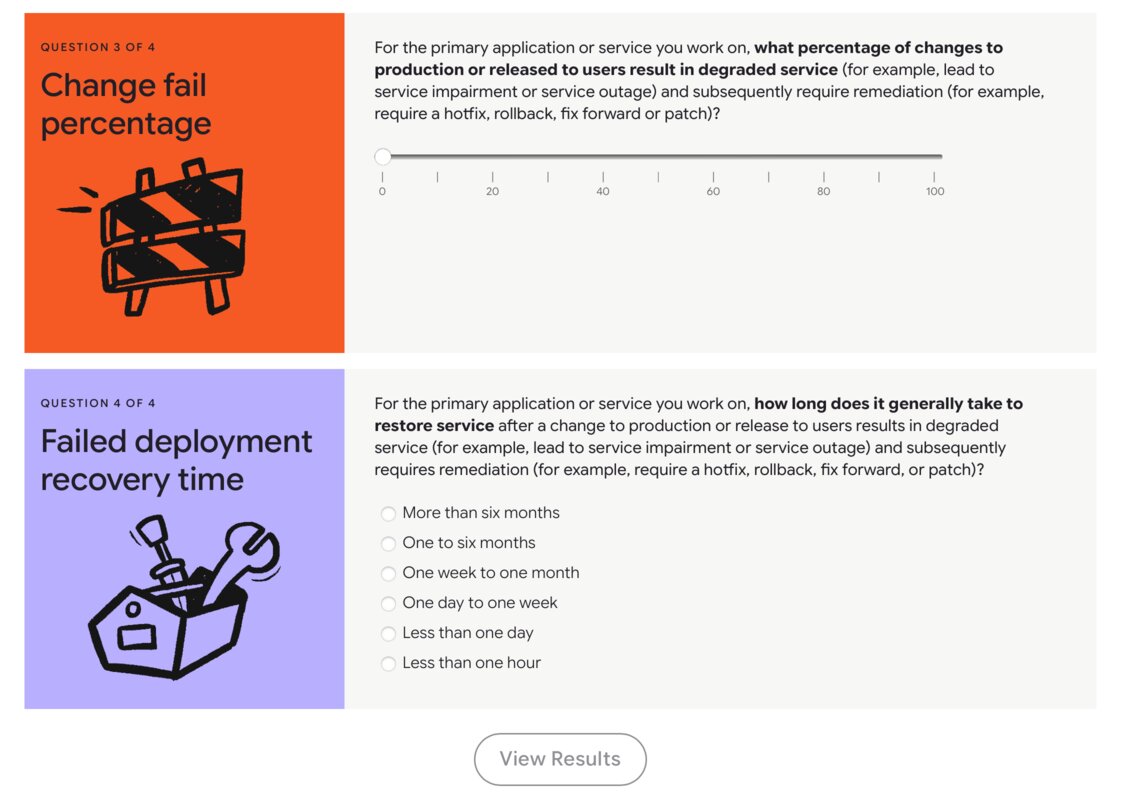 QUESTION 3 OF 4
Change fail
percentage
For the primary application or service you work on, what percentage of changes to
production or released to users result in degraded service (for example, lead to
service impairment or service outage) and subsequently require remediation (for example,
require a hotfix, rollback, fix forward or patch)?
0 20 40 60 80 100
QUESTION 4 OF 4
Failed deployment
recovery time
For the primary application or service you work on, how long does it generally take to
restore service after a change to production or release to users results in degraded
service (for example, lead to service impairment or service outage) and subsequently
requires remediation (for example, require a hotfix, rollback, fix forward, or patch)?
More than six months
One to six months
One week to one month
One day to one week
Less than one day
Less than one hour
View Results